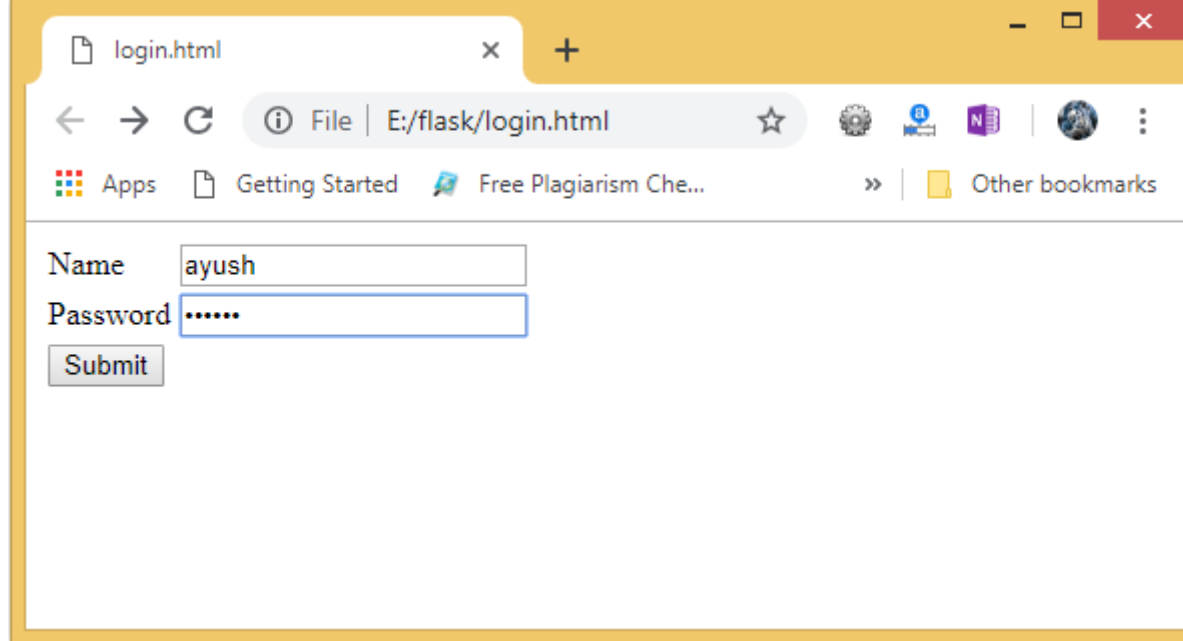 login.html
File E:/flask/login.html
Apps Getting Started Free Plagiarism Che... » Other bookmarks
Name ayush
Password ••••••
Submit